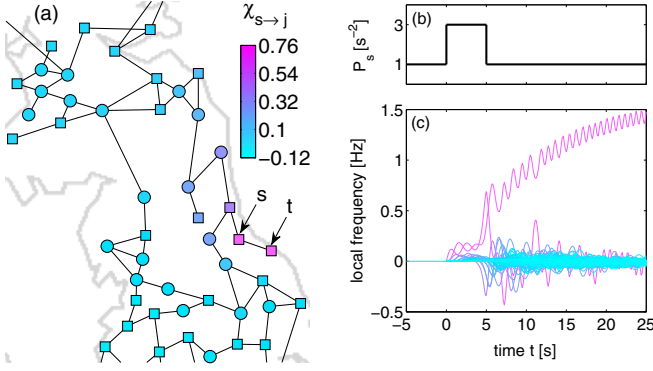 (a)
χs→j
0.76
0.54
0.32
0.1
−0.12
s
t
(b)
Ps [s−2]
3
1
(c)
local frequency [Hz]
1.5
1
0.5
0
−0.5
−5
0
5
10
15
20
25
time t [s]